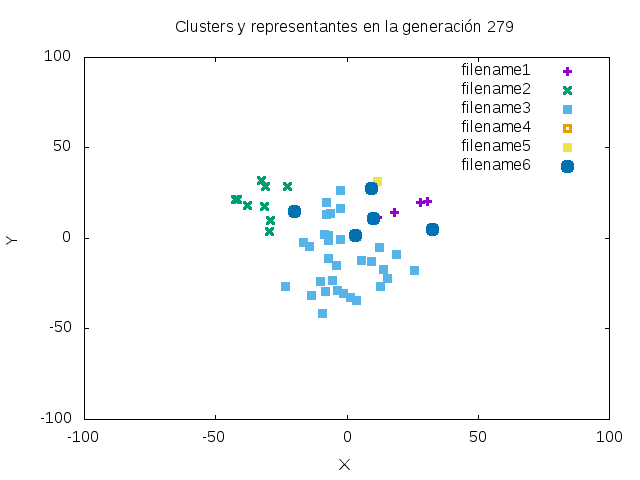 Clusters y representantes en la generación 279
100
50
0
-50
-100
-100
-50
0
50
100
Y
X
filename1
filename2
filename3
filename4
filename5
filename6